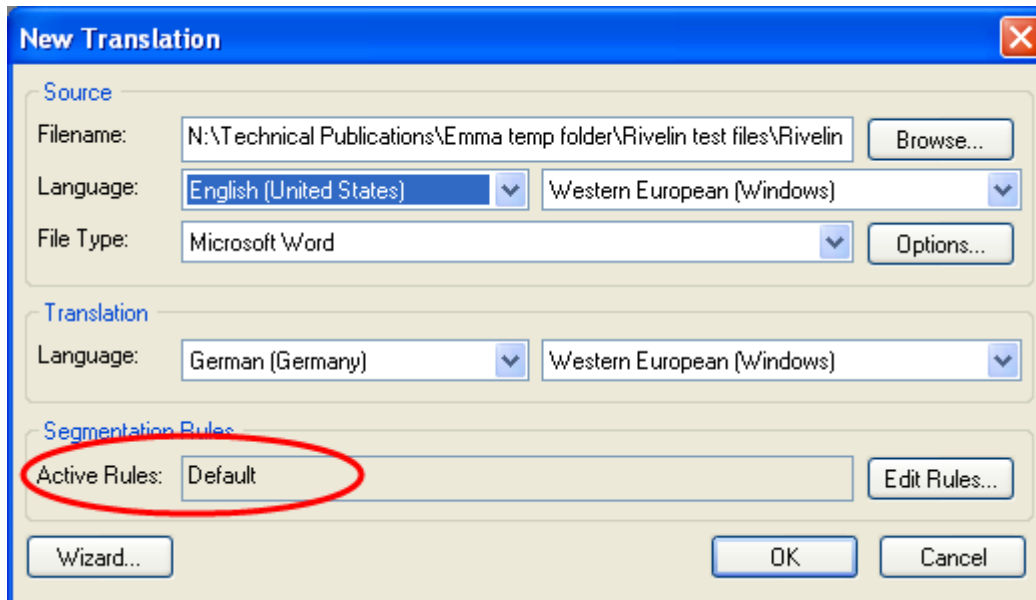 New Translation
Source
Filename: N:\Technical Publications\Emma temp folder\Rivelin test files\Rivelin Browse...
Language: English (United States) Western European (Windows)
File Type: Microsoft Word Options...
Translation
Language: German (Germany) Western European (Windows)
Segmentation Rules
Active Rules: Default Edit Rules...
Wizard... OK Cancel